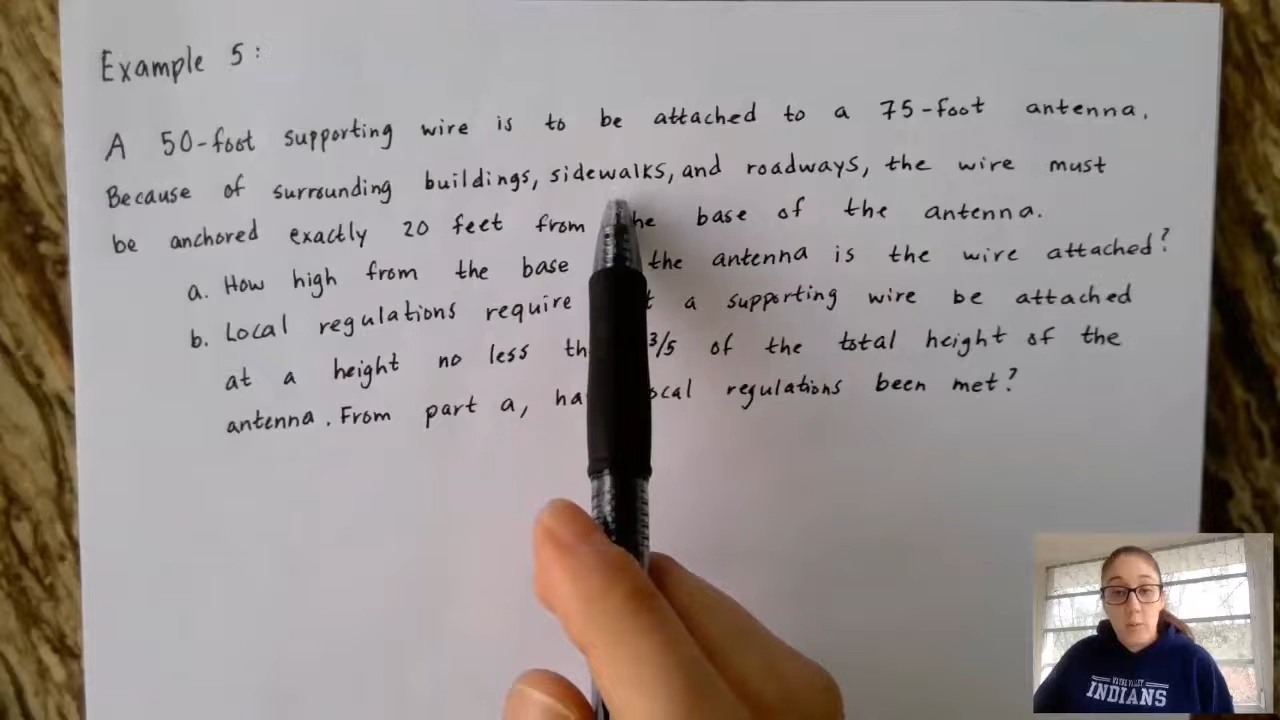 Example 5:
A 50-foot supporting wire is to be attached to a 75-foot antenna.
Because of surrounding buildings, sidewalks, and roadways, the wire must
be anchored exactly 20 feet from the base of the antenna.
a. How high from the base the antenna is the wire attached?
b. Local regulations require a supporting wire be attached
at a height no less 3/5 of the total height of the
antenna. From part a, regulations been met?
WAYNE VALLEY
INDIANS